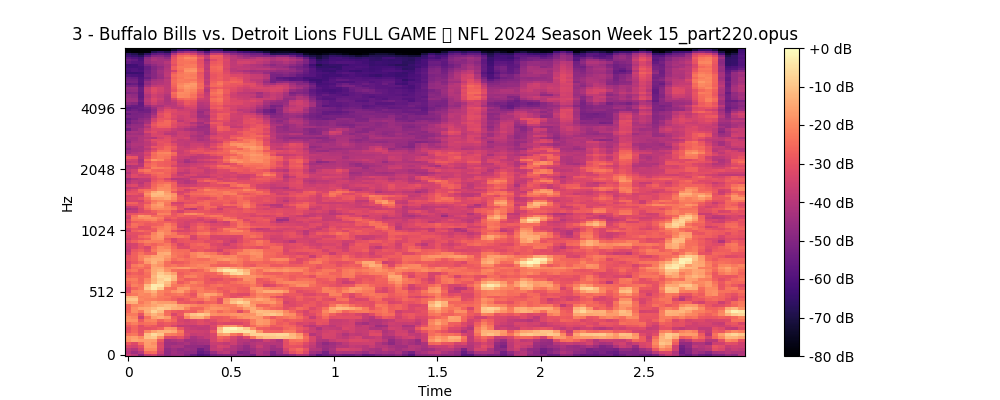 3 - Buffalo Bills vs. Detroit Lions FULL GAME ▯ NFL 2024 Season Week 15_part220.opus
+0 dB
-10 dB
-20 dB
-30 dB
-40 dB
-50 dB
-60 dB
-70 dB
-80 dB
4096
2048
1024
512
0
Hz
0
0.5
1
1.5
2
2.5
Time